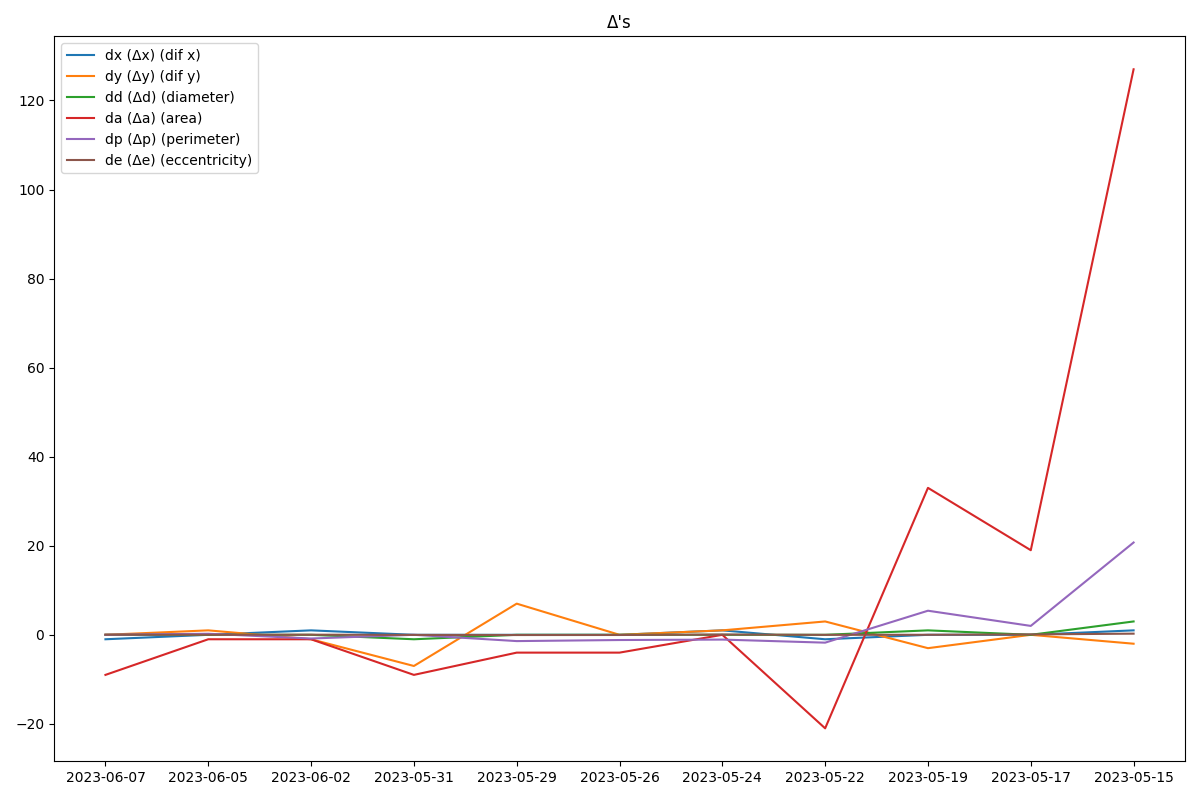 Δ's
dx (Δx) (dif x)
dy (Δy) (dif y)
dd (Δd) (diameter)
da (Δa) (area)
dp (Δp) (perimeter)
de (Δe) (eccentricity)
120
100
80
60
40
20
0
−20
2023-06-07 2023-06-05 2023-06-02 2023-05-31 2023-05-29 2023-05-26 2023-05-24 2023-05-22 2023-05-19 2023-05-17 2023-05-15